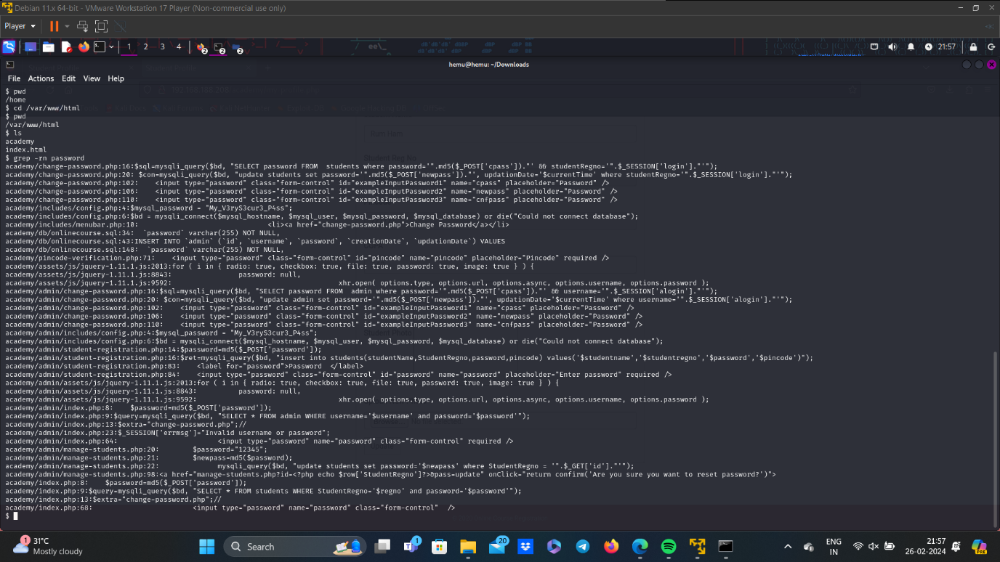 Debian 11.x 64-bit - VMware Workstation 17 Player (Non-commercial use only)
Player
1 2 3 4
21:57
hemu@hemu: ~/Downloads
File Actions Edit View Help
$ pwd
/home
$ cd /var/www/html
$ pwd
/var/www/html
$ ls
academy
index.html
$ grep -rn password
academy/change-password.php:16:$sql=mysqli_query($bd, "SELECT password FROM  students where password='".md5($_POST['cpass'])."' && studentRegno='".$_SESSION['login']."'");
academy/change-password.php:20: $con=mysqli_query($bd, "update students set password='".md5($_POST['newpass'])."', updationDate='$currentTime' where studentRegno='".$_SESSION['login']."'");
academy/change-password.php:102:    <input type="password" class="form-control" id="exampleInputPassword1" name="cpass" placeholder="Password" />
academy/change-password.php:106:    <input type="password" class="form-control" id="exampleInputPassword2" name="newpass" placeholder="Password" />
academy/change-password.php:110:    <input type="password" class="form-control" id="exampleInputPassword3" name="cnfpass" placeholder="Password" />
academy/includes/config.php:4:$mysql_password = "My_V3ryS3cur3_P4ss";
academy/includes/config.php:6:$bd = mysqli_connect($mysql_hostname, $mysql_user, $mysql_password, $mysql_database) or die("Could not connect database");
academy/includes/menubar.php:10:                               <li><a href="change-password.php">Change Password</a></li>
academy/db/onlinecourse.sql:34:  `password` varchar(255) NOT NULL,
academy/db/onlinecourse.sql:43:INSERT INTO `admin` (`id`, `username`, `password`, `creationDate`, `updationDate`) VALUES
academy/db/onlinecourse.sql:148:  `password` varchar(255) NOT NULL,
academy/pincode-verification.php:71:    <input type="password" class="form-control" id="pincode" name="pincode" placeholder="Pincode" required />
academy/assets/js/jquery-1.11.1.js:2013:for ( i in { radio: true, checkbox: true, file: true, password: true, image: true } ) {
academy/assets/js/jquery-1.11.1.js:8843:                password: null,
academy/assets/js/jquery-1.11.1.js:9592:                                        xhr.open( options.type, options.url, options.async, options.username, options.password );
academy/admin/change-password.php:16:$sql=mysqli_query($bd, "SELECT password FROM  admin where password='".md5($_POST['cpass'])."' && username='".$_SESSION['alogin']."'");
academy/admin/change-password.php:20: $con=mysqli_query($bd, "update admin set password='".md5($_POST['newpass'])."', updationDate='$currentTime' where username='".$_SESSION['alogin']."'");
academy/admin/change-password.php:102:    <input type="password" class="form-control" id="exampleInputPassword1" name="cpass" placeholder="Password" />
academy/admin/change-password.php:106:    <input type="password" class="form-control" id="exampleInputPassword2" name="newpass" placeholder="Password" />
academy/admin/change-password.php:110:    <input type="password" class="form-control" id="exampleInputPassword3" name="cnfpass" placeholder="Password" />
academy/admin/includes/config.php:4:$mysql_password = "My_V3ryS3cur3_P4ss";
academy/admin/includes/config.php:6:$bd = mysqli_connect($mysql_hostname, $mysql_user, $mysql_password, $mysql_database) or die("Could not connect database");
academy/admin/student-registration.php:14:$password=md5($_POST['password']);
academy/admin/student-registration.php:16:$ret=mysqli_query($bd, "insert into students(studentName,StudentRegno,password,pincode) values('$studentname','$studentregno','$password','$pincode')");
academy/admin/student-registration.php:83:    <label for="password">Password  </label>
academy/admin/student-registration.php:84:    <input type="password" class="form-control" id="password" name="password" placeholder="Enter password" required />
academy/admin/assets/js/jquery-1.11.1.js:2013:for ( i in { radio: true, checkbox: true, file: true, password: true, image: true } ) {
academy/admin/assets/js/jquery-1.11.1.js:8843:          password: null,
academy/admin/assets/js/jquery-1.11.1.js:9592:                                  xhr.open( options.type, options.url, options.async, options.username, options.password );
academy/admin/index.php:8:    $password=md5($_POST['password']);
academy/admin/index.php:9:$query=mysqli_query($bd, "SELECT * FROM admin WHERE username='$username' and password='$password'");
academy/admin/index.php:13:$extra="change-password.php";//
academy/admin/index.php:23:$_SESSION['errmsg']="Invalid username or password";
academy/admin/index.php:64:                        <input type="password" name="password" class="form-control" required />
academy/admin/manage-students.php:20:        $password="12345";
academy/admin/manage-students.php:21:        $newpass=md5($password);
academy/admin/manage-students.php:22:              mysqli_query($bd, "update students set password='$newpass' where StudentRegno = '".$_GET['id']."'");
academy/admin/manage-students.php:98:<a href="manage-students.php?id=<?php echo $row['StudentRegno']?>&pass=update" onClick="return confirm('Are you sure you want to reset password?')">
academy/index.php:8:    $password=md5($_POST['password']);
academy/index.php:9:$query=mysqli_query($bd, "SELECT * FROM students WHERE StudentRegno='$regno' and password='$password'");
academy/index.php:13:$extra="change-password.php";//
academy/index.php:68:                        <input type="password" name="password" class="form-control"  />
$
31°C
Mostly cloudy
Search
ENG
IN
21:57
26-02-2024